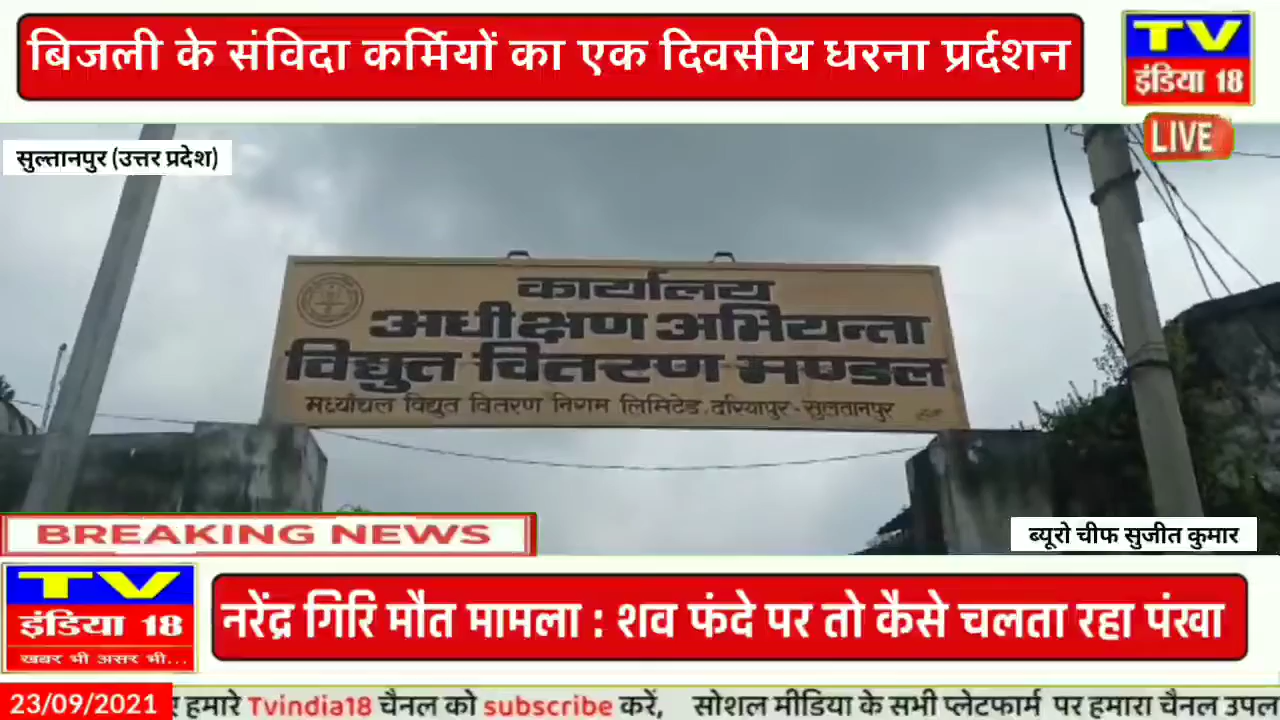 बिजली के संविदा कर्मियों का एक दिवसीय धरना प्रर्दशन
TV
इंडिया 18
LIVE
सुल्तानपुर (उत्तर प्रदेश)
कार्यालय
अधीक्षण अभियन्ता
विद्युत वितरण मण्डल
मध्यांचल विद्युत वितरण निगम लिमिटेड, दरियापुर-सुलतानपुर
BREAKING NEWS
ब्यूरो चीफ सुजीत कुमार
TV
इंडिया 18
खबर भी असर भी...
नरेंद्र गिरि मौत मामला : शव फंदे पर तो कैसे चलता रहा पंखा
23/09/2021 हमारे Tvindia18 चैनल को subscribe करें, सोशल मीडिया के सभी प्लेटफार्म पर हमारा चैनल उपल